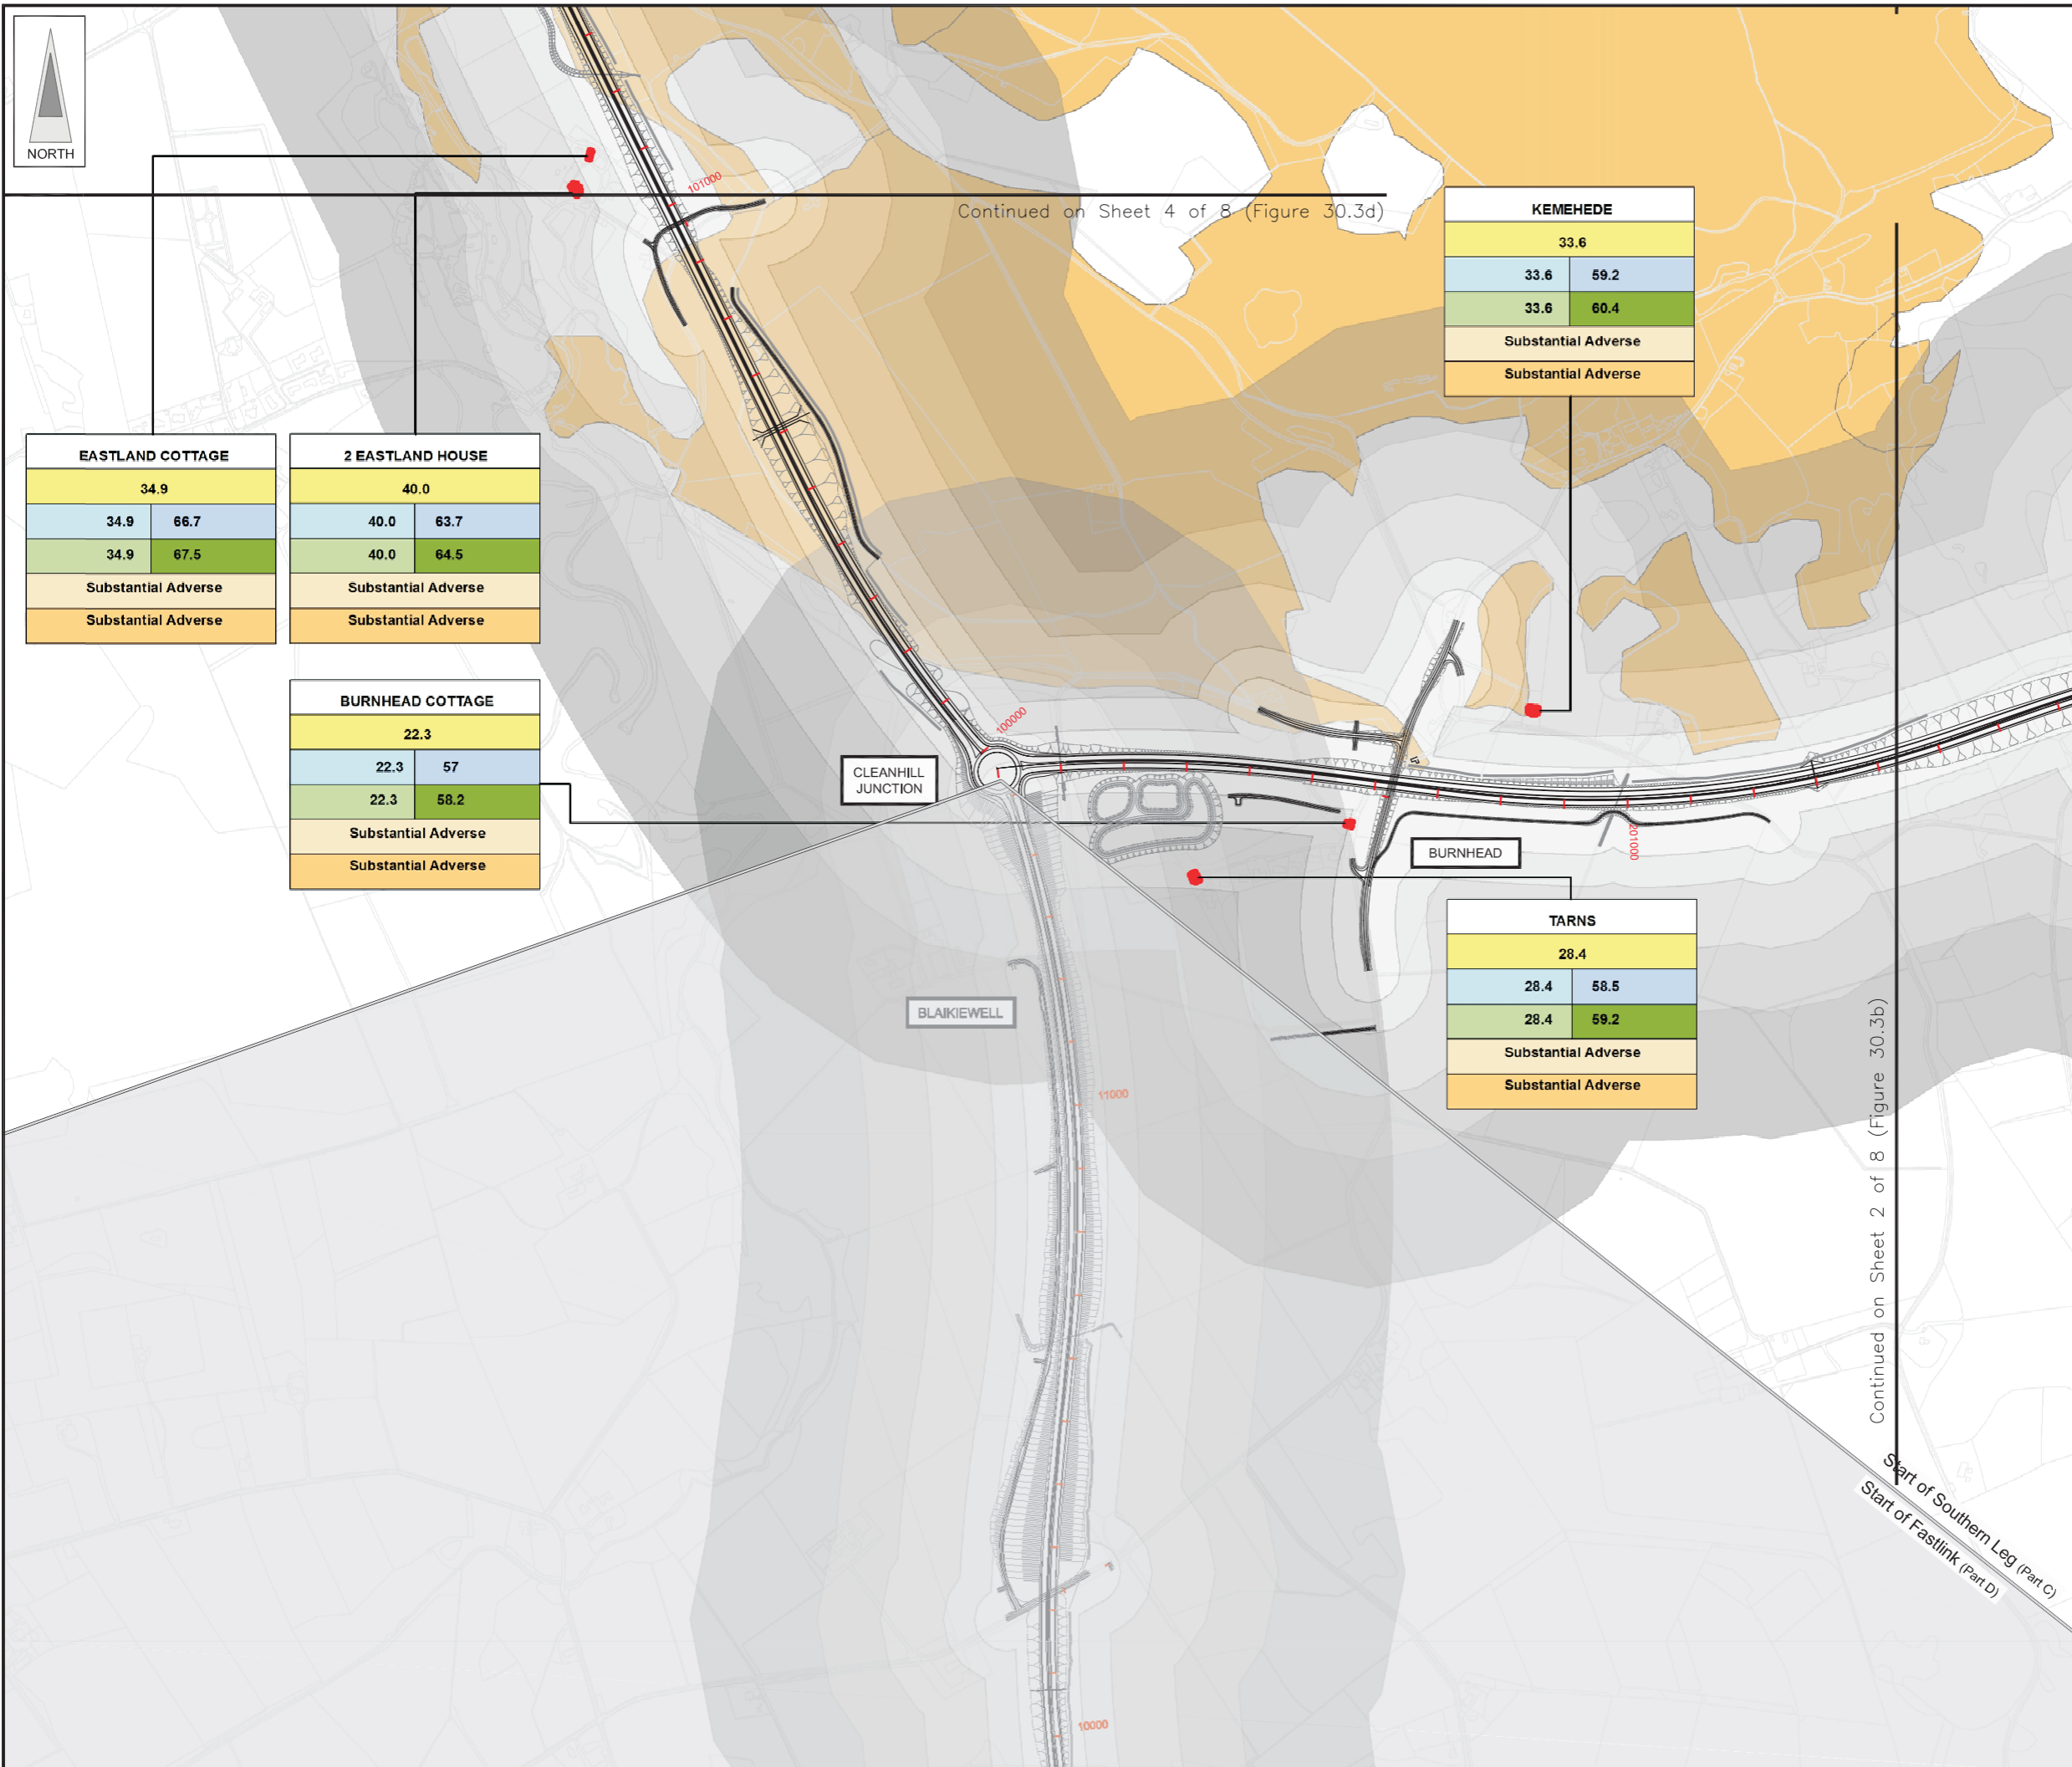 NORTH
101000
Continued on Sheet 4 of 8 (Figure 30.3d)
KEMEHEDE
33.6
33.6 59.2
33.6 60.4
Substantial Adverse
Substantial Adverse
EASTLAND COTTAGE
34.9
34.9 66.7
34.9 67.5
Substantial Adverse
Substantial Adverse
2 EASTLAND HOUSE
40.0
40.0 63.7
40.0 64.5
Substantial Adverse
Substantial Adverse
BURNHEAD COTTAGE
22.3
22.3 57
22.3 58.2
Substantial Adverse
Substantial Adverse
100000
CLEANHILL
JUNCTION
BURNHEAD
201000
TARNS
28.4
28.4 58.5
28.4 59.2
Substantial Adverse
Substantial Adverse
BLAIKIEWELL
11000
Continued on Sheet 2 of 8 (Figure 30.3b)
Start of Southern Leg (Part C)
Start of Fastlink (Part D)
10000